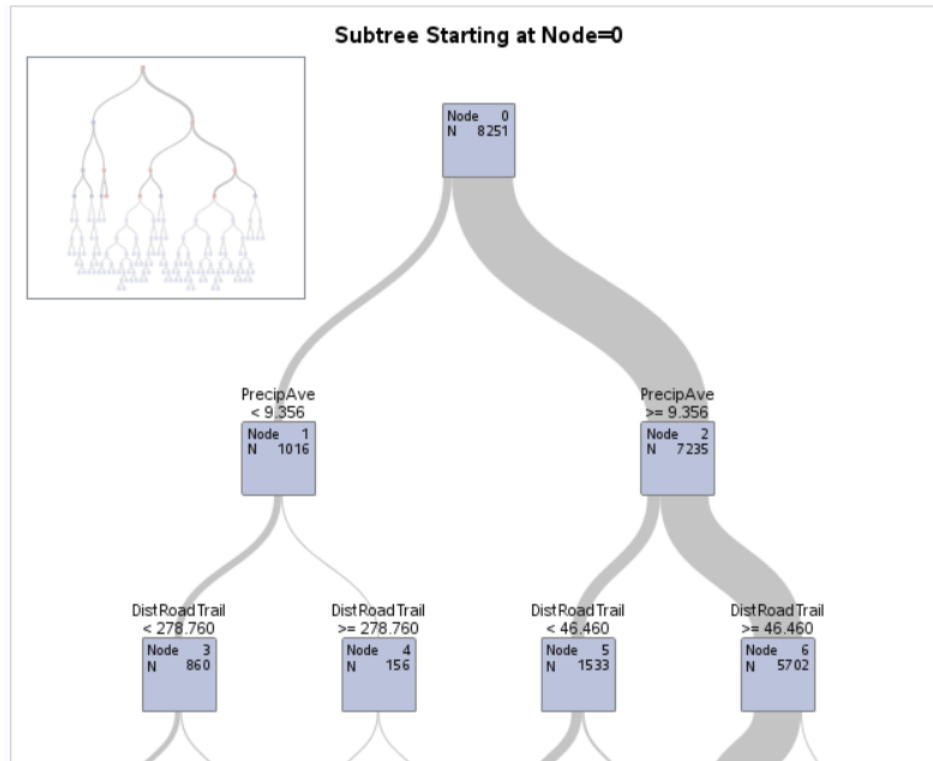 Subtree Starting at Node=0
Node 0
N 8251
PrecipAve
< 9.356
Node 1
N 1016
PrecipAve
>= 9.356
Node 2
N 7235
DistRoadTrail
< 278.760
Node 3
N 860
DistRoadTrail
>= 278.760
Node 4
N 156
DistRoadTrail
< 46.460
Node 5
N 1533
DistRoadTrail
>= 46.460
Node 6
N 5702